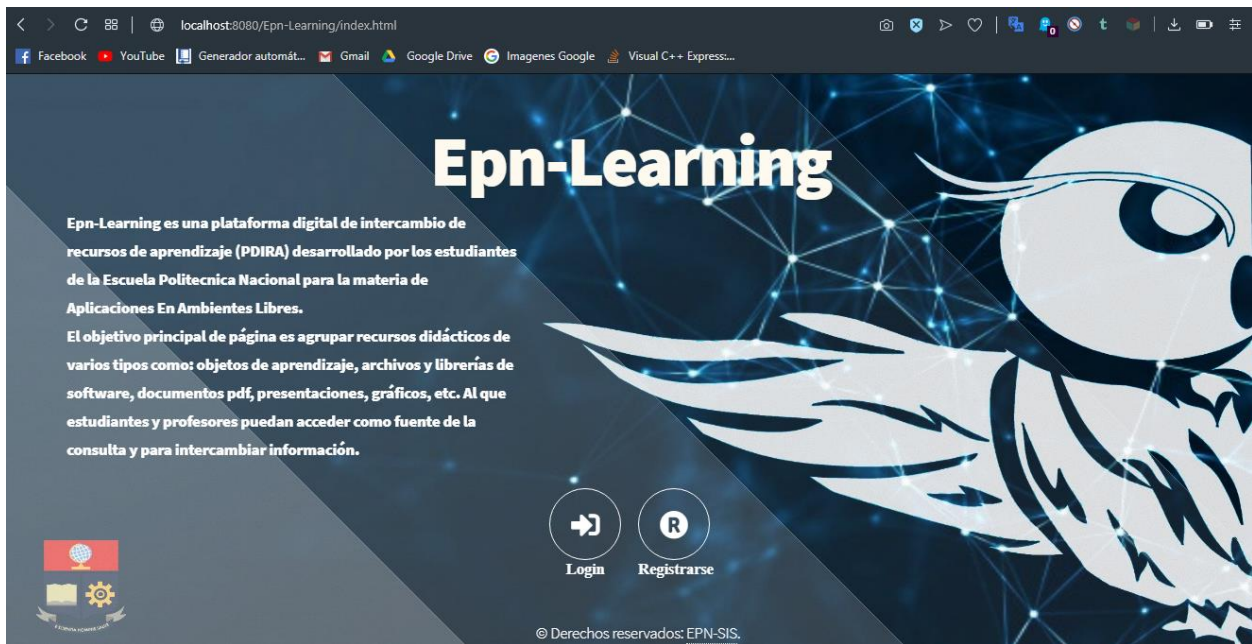 localhost:8080/Epn-Learning/index.html
0
t
Facebook YouTube Generador automát... Gmail Google Drive Imagenes Google Visual C++ Express:...
Epn-Learning
Epn-Learning es una plataforma digital de intercambio de
recursos de aprendizaje (PDIRA) desarrollado por los estudiantes
de la Escuela Politecnica Nacional para la materia de
Aplicaciones En Ambientes Libres.
El objetivo principal de página es agrupar recursos didácticos de
varios tipos como: objetos de aprendizaje, archivos y librerías de
software, documentos pdf, presentaciones, gráficos, etc. Al que
estudiantes y profesores puedan acceder como fuente de la
consulta y para intercambiar información.
R
Login Registrarse
© Derechos reservados: EPN-SIS.